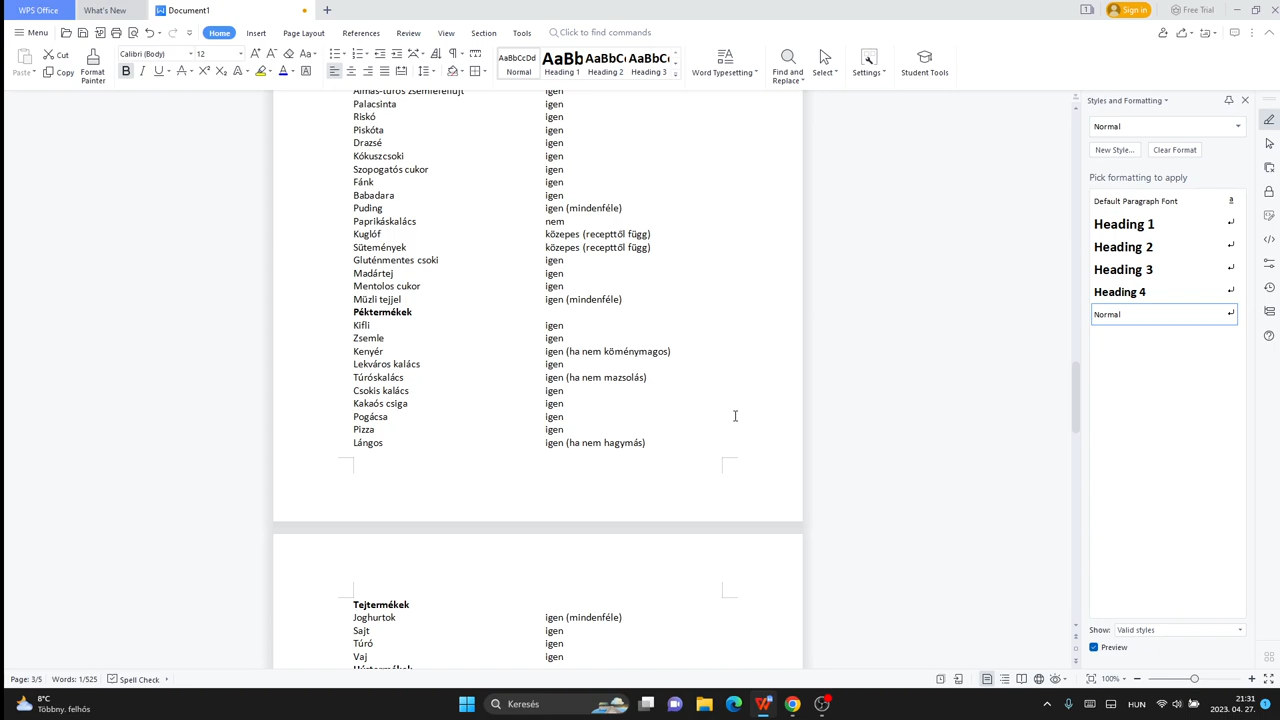 WPS Office What's New Document1 Sign in Free Trial
Menu Home Insert Page Layout References Review View Section Tools Click to find commands
Paste Cut Copy Format Painter Calibri (Body) 12 AaBbCcDd Normal AaBb Heading 1 AaBbC Heading 2 AaBbC Heading 3 Word Typesetting Find and Replace Select Settings Student Tools
Almás-túrós zsemlefelfújt igen
Palacsinta igen
Riskó igen
Piskóta igen
Drazsé igen
Kókuszcsoki igen
Szopogatós cukor igen
Fánk igen
Babadara igen
Puding igen (mindenféle)
Paprikáskalács nem
Kuglóf közepes (recepttől függ)
Sütemények közepes (recepttől függ)
Gluténmentes csoki igen
Madártej igen
Mentolos cukor igen
Müzli tejjel igen (mindenféle)
Péktermékek
Kifli igen
Zsemle igen
Kenyér igen (ha nem köménymagos)
Lekváros kalács igen
Túróskalács igen (ha nem mazsolás)
Csokis kalács igen
Kakaós csiga igen
Pogácsa igen
Pizza igen
Lángos igen (ha nem hagymás)
Tejtermékek
Joghurtok igen (mindenféle)
Sajt igen
Túró igen
Vaj igen
Styles and Formatting
Normal
New Style... Clear Format
Pick formatting to apply
Default Paragraph Font a
Heading 1
Heading 2
Heading 3
Heading 4
Normal
Show: Valid styles
Preview
Page: 3/5 Words: 1/525 Spell Check 100%
8°C
Többny. felhős
Keresés
HUN
21:31
2023. 04. 27.